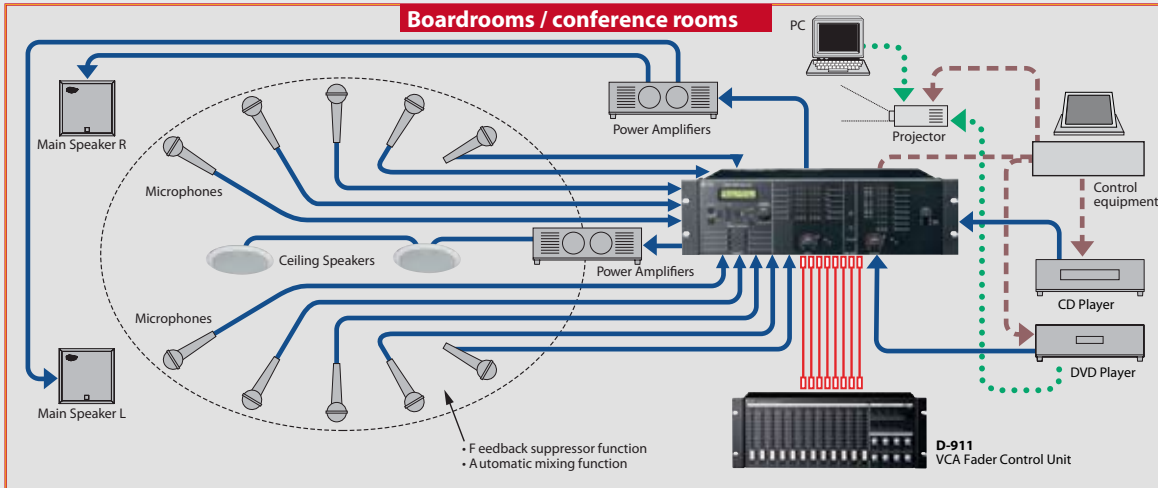 Boardrooms / conference rooms
PC
Main Speaker R
Power Amplifiers
Projector
Microphones
Control
equipment
Ceiling Speakers
Power Amplifiers
CD Player
Microphones
DVD Player
Main Speaker L
• F eedback suppressor function
• A utomatic mixing function
D-911
VCA Fader Control Unit